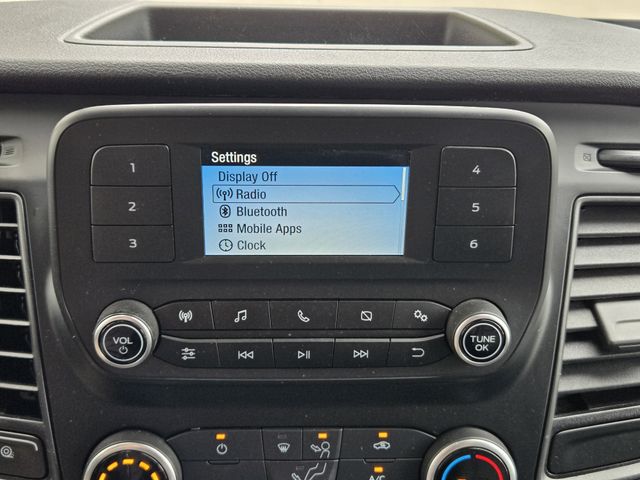 Settings
Display Off
Radio
Bluetooth
Mobile Apps
Clock
1
2
3
4
5
6
VOL
TUNE
OK
A/C